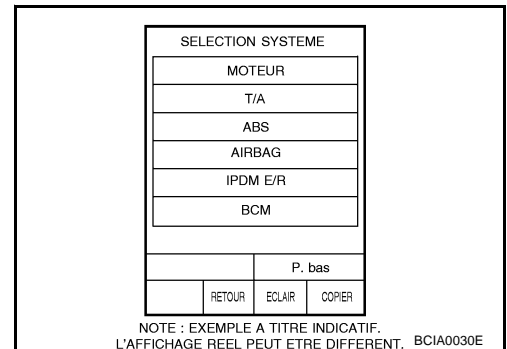 SELECTION SYSTEME
MOTEUR
T/A
ABS
AIRBAG
IPDM E/R
BCM
P. bas
RETOUR ECLAIR COPIER
NOTE : EXEMPLE A TITRE INDICATIF.
L'AFFICHAGE REEL PEUT ETRE DIFFERENT. BCIA0030E